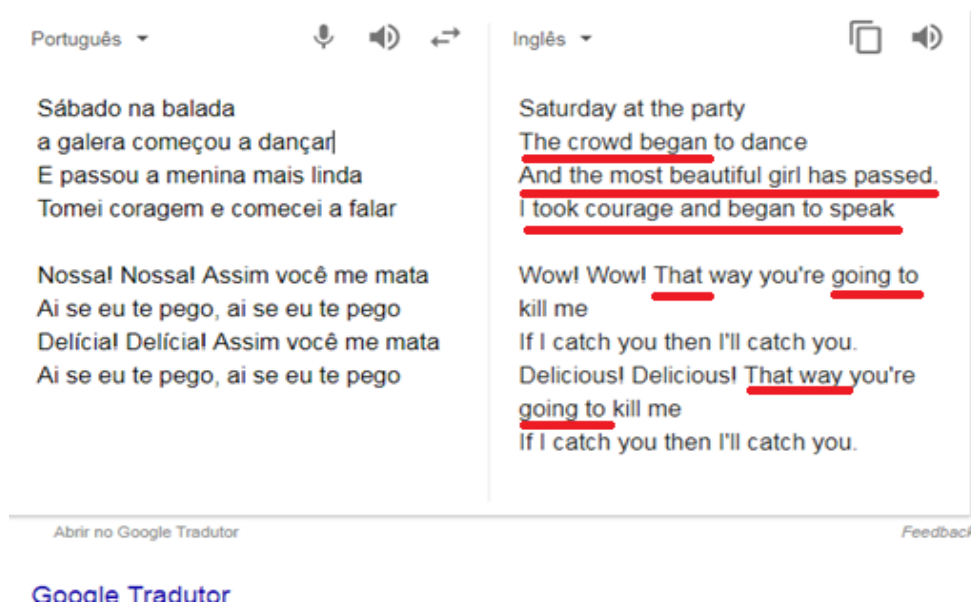 Português
Inglês
Sábado na balada
a galera começou a dançar
E passou a menina mais linda
Tomei coragem e comecei a falar
Nossa! Nossa! Assim você me mata
Ai se eu te pego, ai se eu te pego
Delícia! Delícia! Assim você me mata
Ai se eu te pego, ai se eu te pego
Saturday at the party
The crowd began to dance
And the most beautiful girl has passed.
I took courage and began to speak
Wow! Wow! That way you're going to
kill me
If I catch you then I'll catch you.
Delicious! Delicious! That way you're
going to kill me
If I catch you then I'll catch you.
Abrir no Google Tradutor
Feedback
Google Tradutor